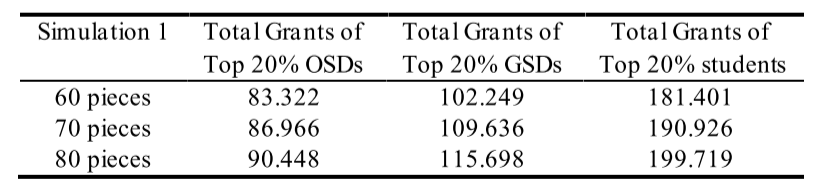 Simulation 1 Total Grants of Total Grants of Total Grants of
Top 20% OSDs Top 20% GSDs Top 20% students
60 pieces 83.322 102.249 181.401
70 pieces 86.966 109.636 190.926
80 pieces 90.448 115.698 199.719